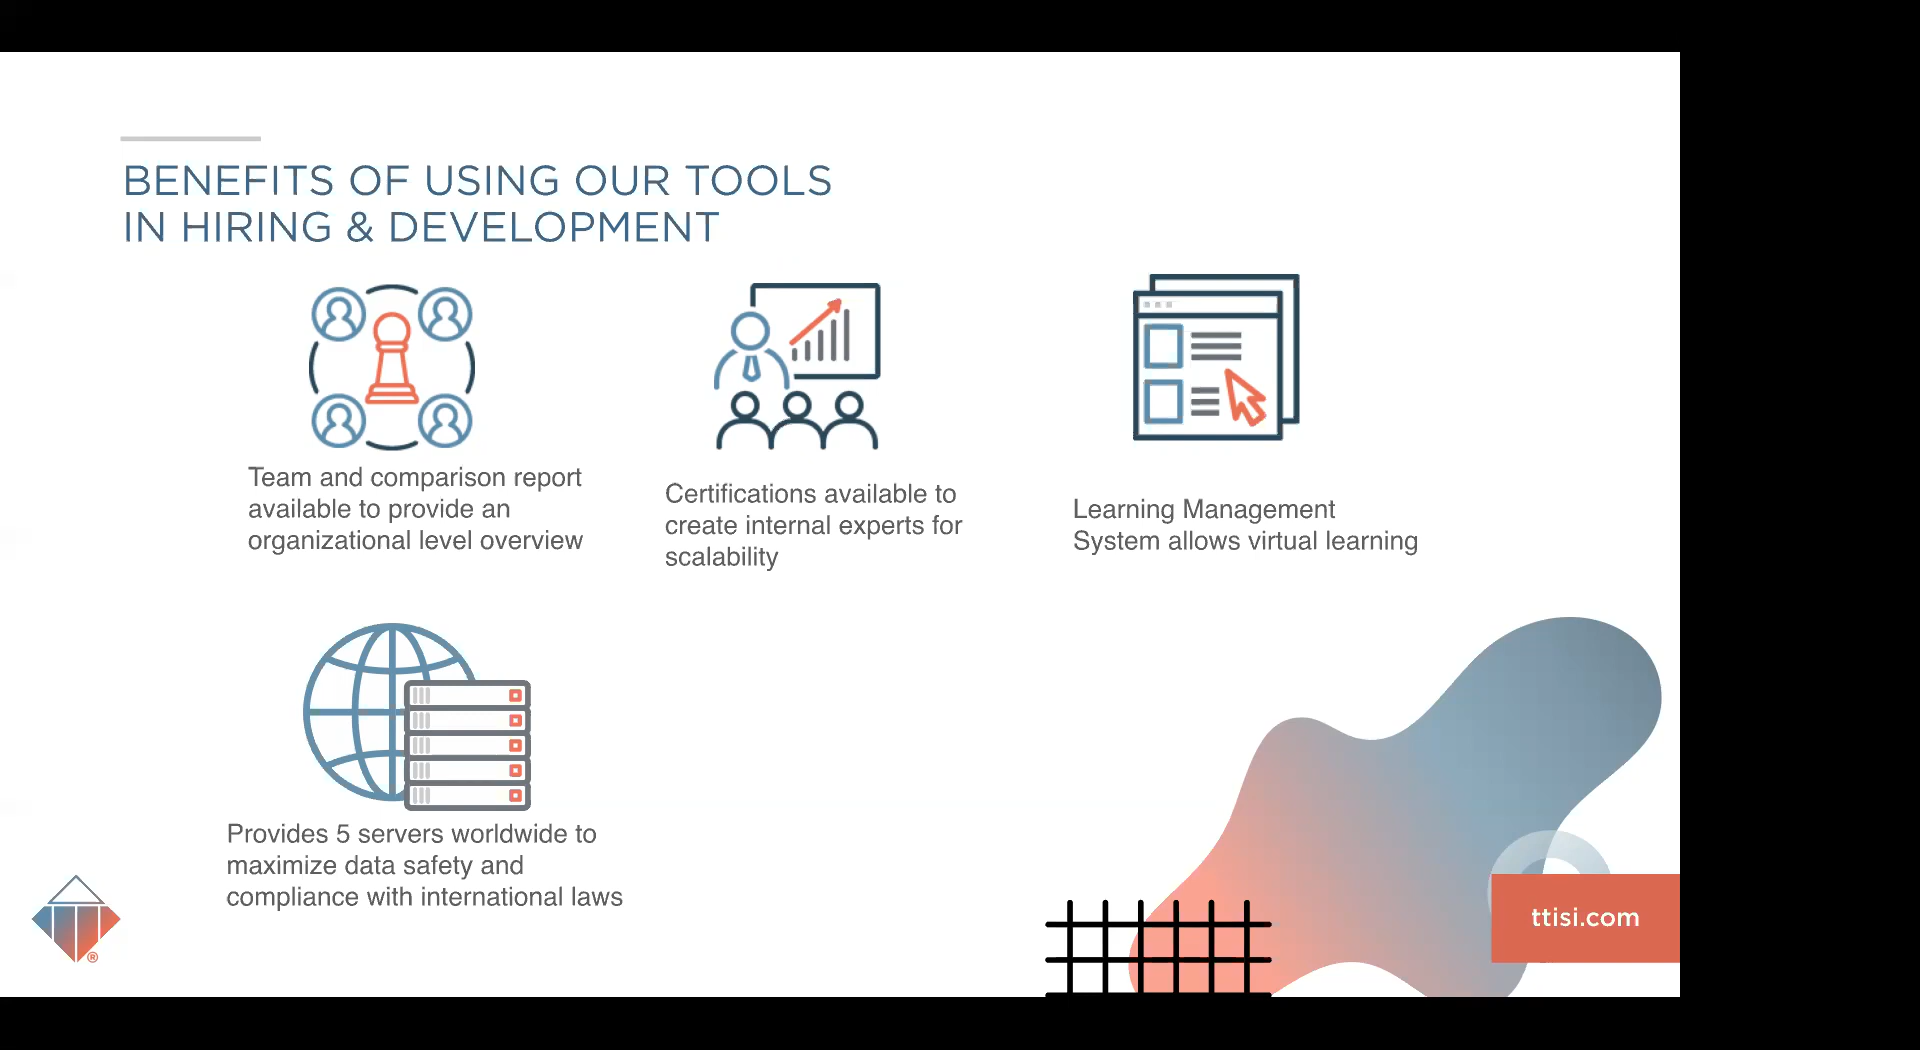 BENEFITS OF USING OUR TOOLS
IN HIRING & DEVELOPMENT
Team and comparison report
available to provide an
organizational level overview
Certifications available to
create internal experts for
scalability
Learning Management
System allows virtual learning
Provides 5 servers worldwide to
maximize data safety and
compliance with international laws
®
ttisi.com